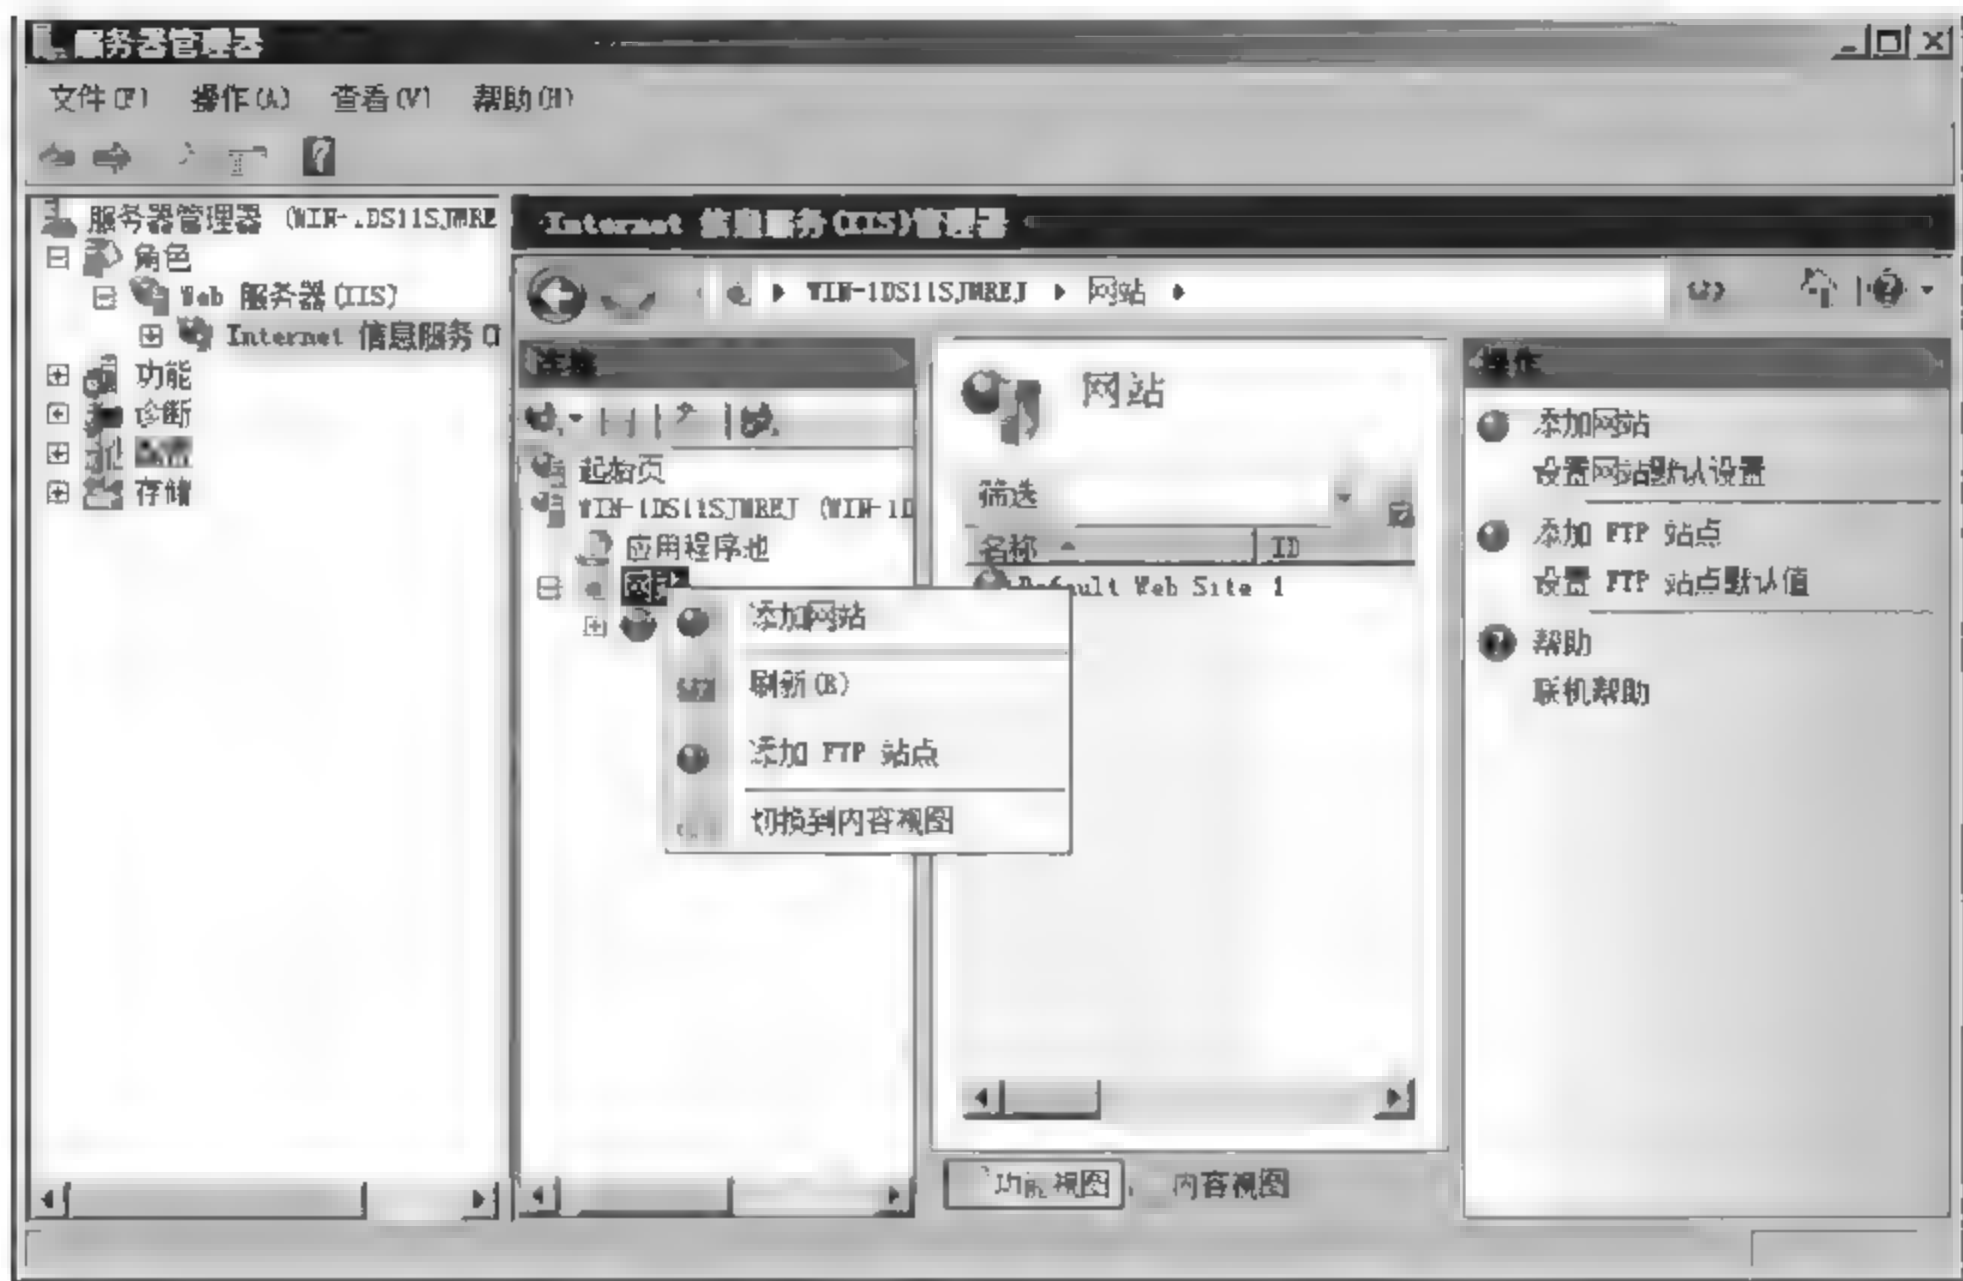 服务器管理器
文件(F) 操作(A) 查看(V) 帮助(H)
服务器管理器
角色
Web 服务器(IIS)
Internet 信息服务
功能
诊断
存储
Internet 信息服务(IIS)管理器
网站
连接
起始页
应用程序池
网站
网站
筛选
名称 ID
Default Web Site 1
添加网站
刷新(R)
添加 FTP 站点
切换到内容视图
功能视图 内容视图
操作
添加网站
设置网站默认设置
添加 FTP 站点
设置 FTP 站点默认值
帮助
联机帮助